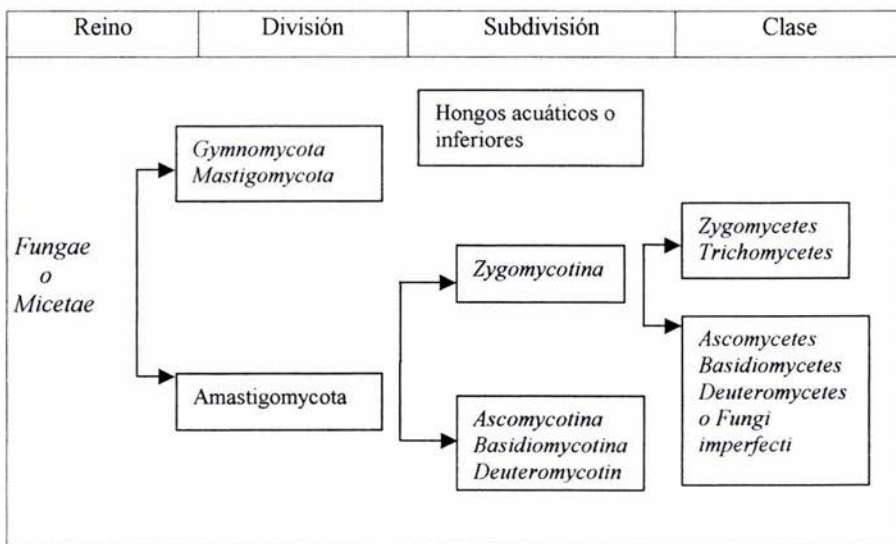 Reino División Subdivisión Clase
Hongos acuáticos o
inferiores
Gymnomycota
Mastigomycota
Fungae
o
Micetae
Zygomycotina
Zygomycetes
Trichomycetes
Amastigomycota
Ascomycotina
Basidiomycotina
Deuteromycotin
Ascomycetes
Basidiomycetes
Deuteromycetes
o Fungi
imperfecti